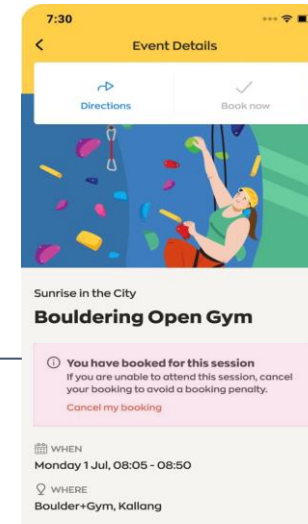 7:30
Event Details
Directions
Book now
Sunrise in the City
Bouldering Open Gym
You have booked for this session
If you are unable to attend this session, cancel
your booking to avoid a booking penalty.
Cancel my booking
WHEN
Monday 1 Jul, 08:05 - 08:50
WHERE
Boulder+Gym, Kallang